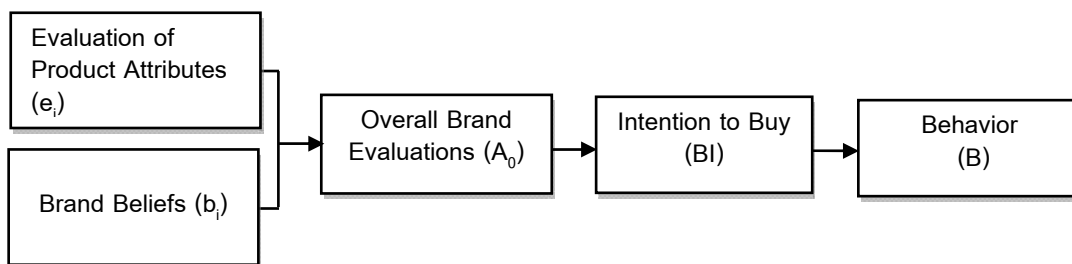 Evaluation of
Product Attributes
(eᵢ)
Brand Beliefs (bᵢ)
Overall Brand
Evaluations (A₀)
Intention to Buy
(BI)
Behavior
(B)